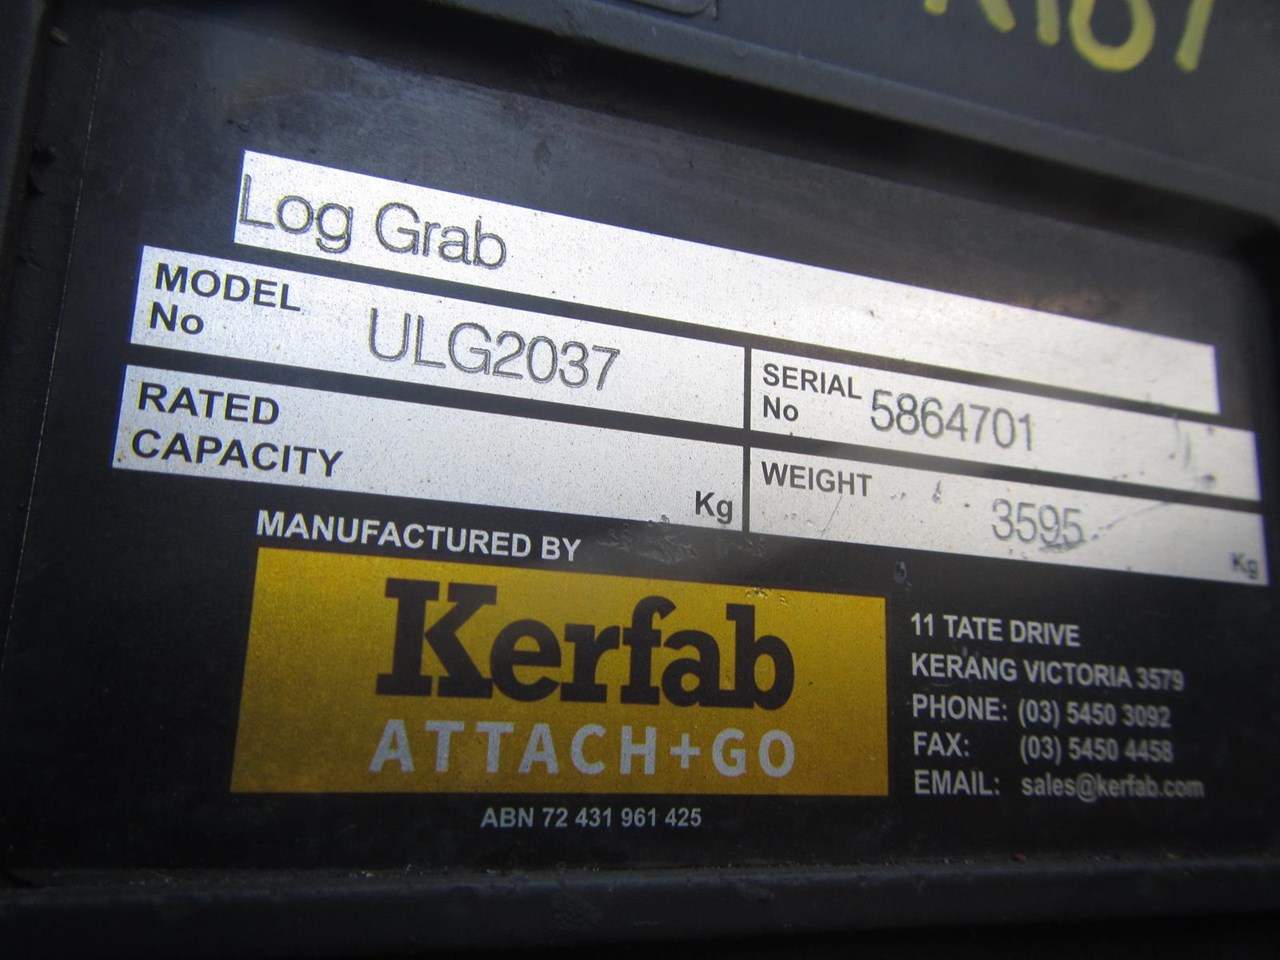 Log Grab
MODEL No ULG2037
SERIAL No 5864701
RATED CAPACITY Kg
WEIGHT 3595 Kg
MANUFACTURED BY
Kerfab
ATTACH+GO
ABN 72 431 961 425
11 TATE DRIVE
KERANG VICTORIA 3579
PHONE: (03) 5450 3092
FAX: (03) 5450 4458
EMAIL: sales@kerfab.com